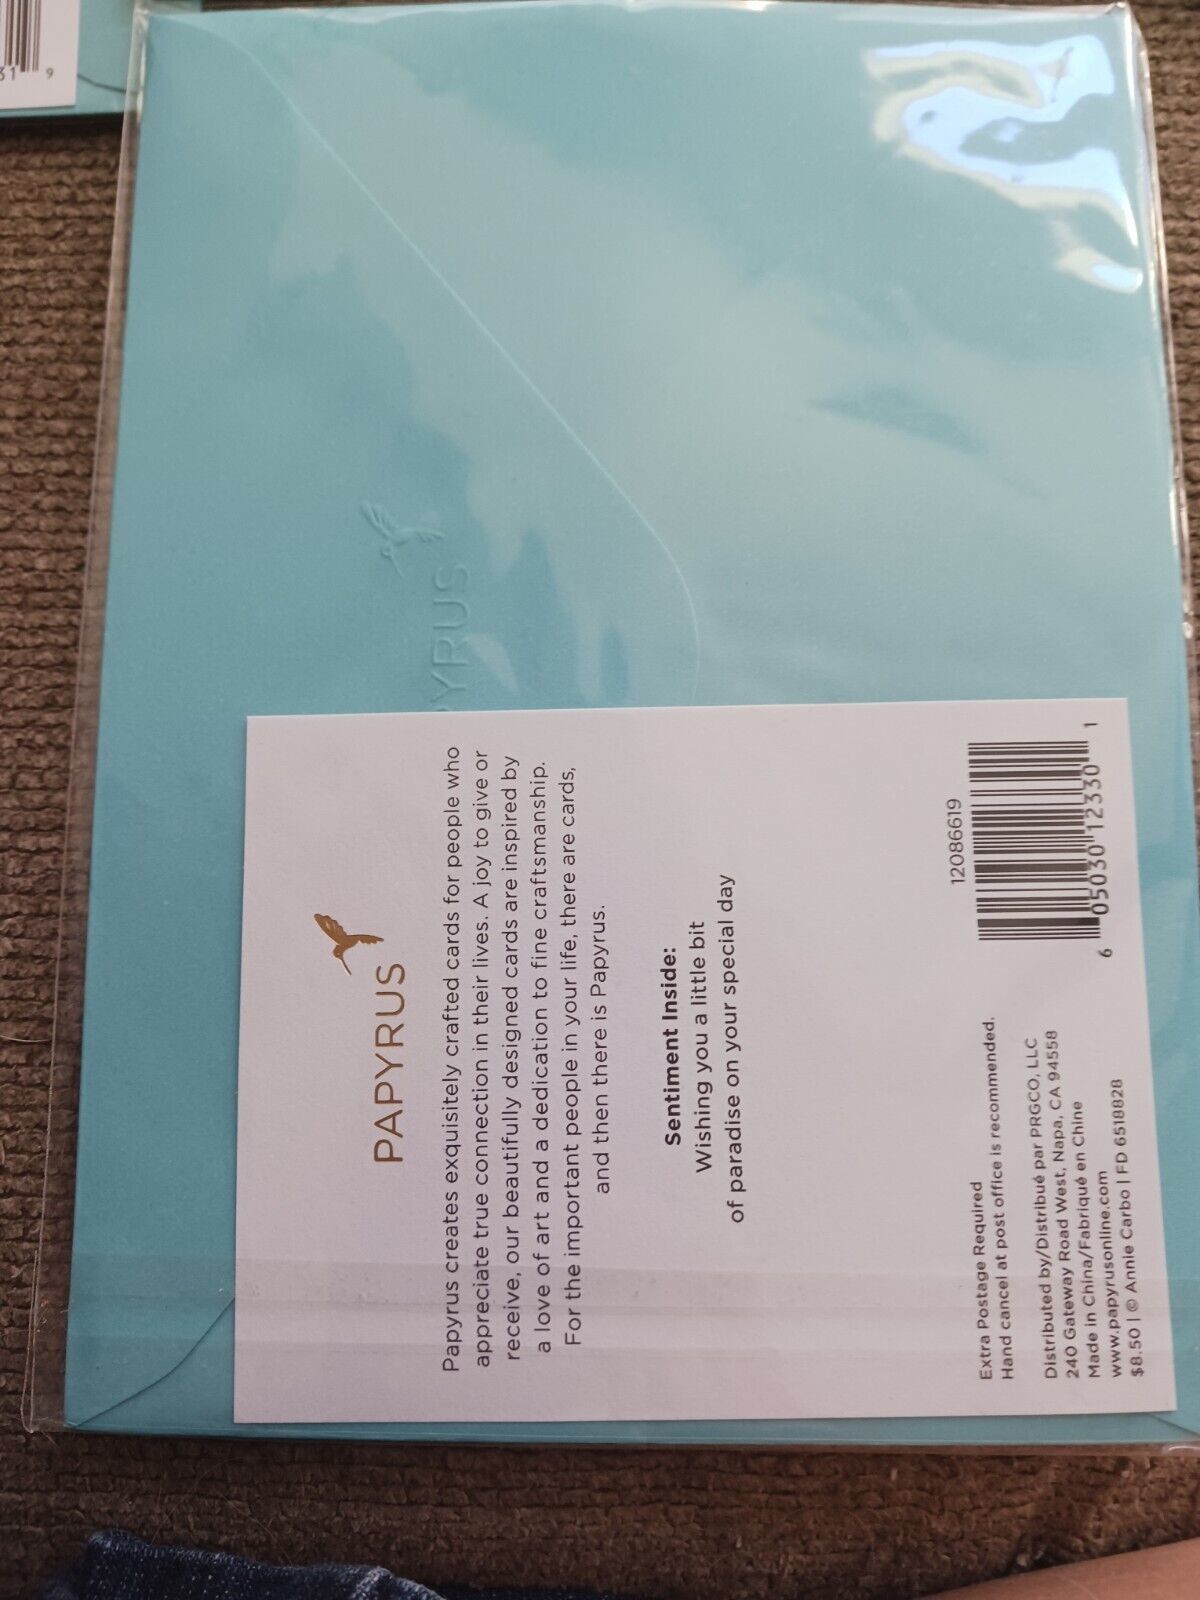 PAPYRUS
Papyrus creates exquisitely crafted cards for people who
appreciate true connection in their lives. A joy to give or
receive, our beautifully designed cards are inspired by
a love of art and a dedication to fine craftsmanship.
For the important people in your life, there are cards,
and then there is Papyrus.
Sentiment Inside:
Wishing you a little bit
of paradise on your special day
Extra Postage Required
Hand cancel at post office is recommended.
Distributed by/Distribué par PRGCO, LLC
240 Gateway Road West, Napa, CA 94558
Made in China/Fabriqué en Chine
www.papyrusonline.com
$8.50 | © Annie Carbo | FD 6518828
12086619
6 05030 12330 1
PYRUS
31 9